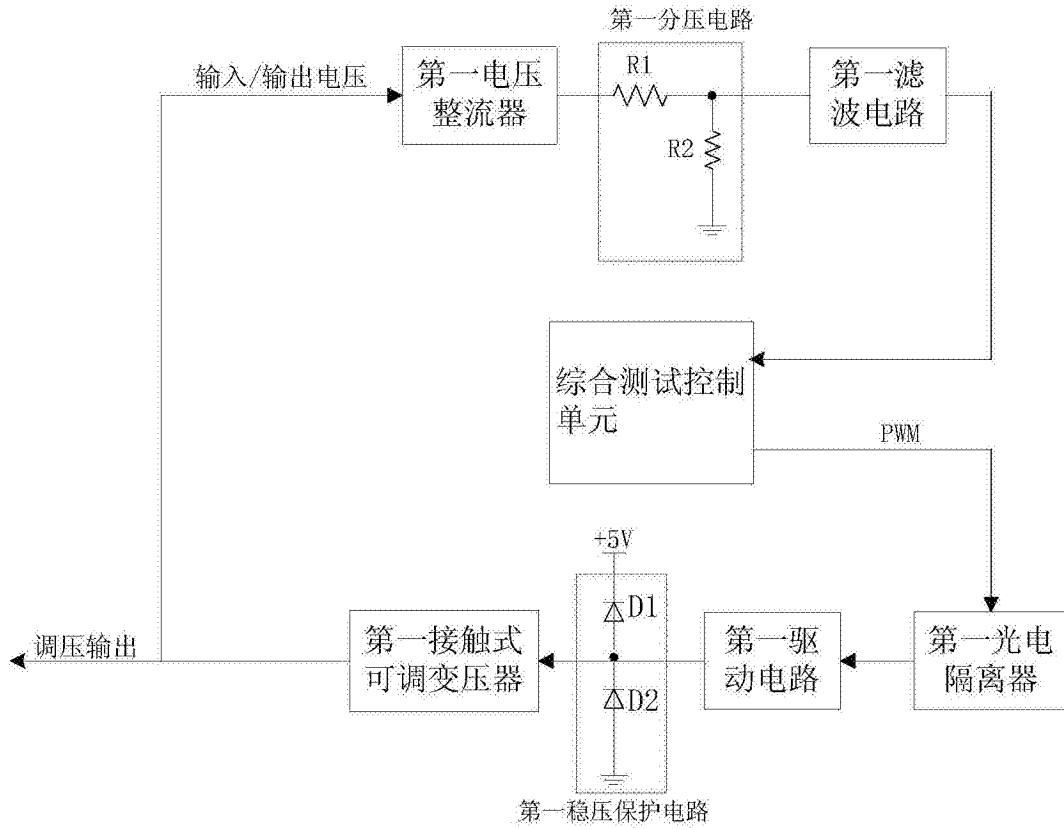 第一分压电路
输入/输出电压
第一电压
整流器
R1
R2
第一滤
波电路
综合测试控制
单元
PWM
+5V
D1
D2
调压输出
第一接触式
可调变压器
第一驱
动电路
第一光电
隔离器
第一稳压保护电路